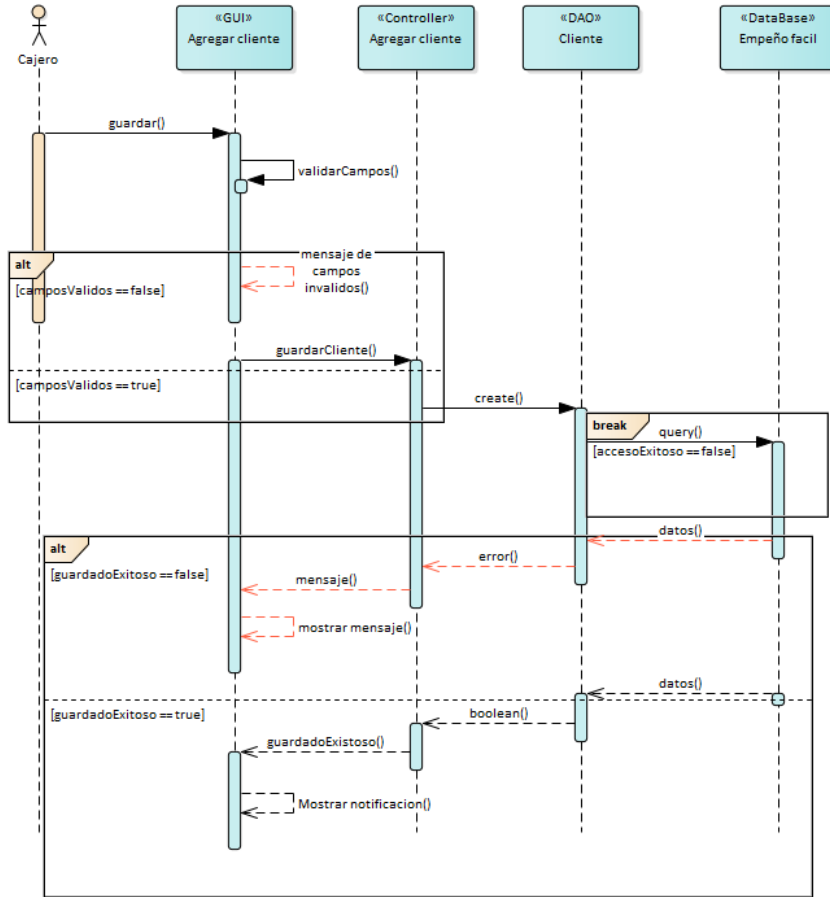 «GUI»
Agregar cliente
«Controller»
Agregar cliente
«DAO»
Cliente
«DataBase»
Empeño facil
Cajero
guardar()
validarCampos()
alt
[camposValidos == false]
mensaje de
campos
invalidos()
guardarCliente()
[camposValidos == true]
create()
break
query()
[accesoExitoso == false]
datos()
alt
error()
[guardadoExitoso == false]
mensaje()
mostrar mensaje()
datos()
[guardadoExitoso == true]
boolean()
guardadoExistoso()
Mostrar notificacion()